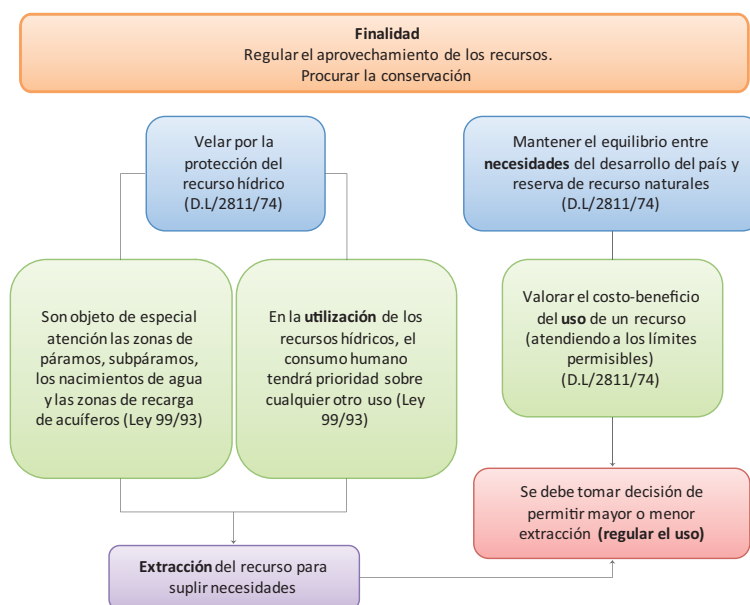 Finalidad
Regular el aprovechamiento de los recursos.
Procurar la conservación
Velar por la
protección del
recurso hídrico
(D.L/2811/74)
Mantener el equilibrio entre
necesidades del desarrollo del país y
reserva de recurso naturales
(D.L/2811/74)
Son objeto de especial
atención las zonas de
páramos, subpáramos,
los nacimientos de agua
y las zonas de recarga
de acuíferos (Ley 99/93)
En la utilización de los
recursos hídricos, el
consumo humano
tendrá prioridad sobre
cualquier otro uso (Ley
99/93)
Valorar el costo-beneficio
del uso de un recurso
(atendiendo a los límites
permisibles)
(D.L/2811/74)
Se debe tomar decisión de
permitir mayor o menor
extracción (regular el uso)
Extracción del recurso para
suplir necesidades